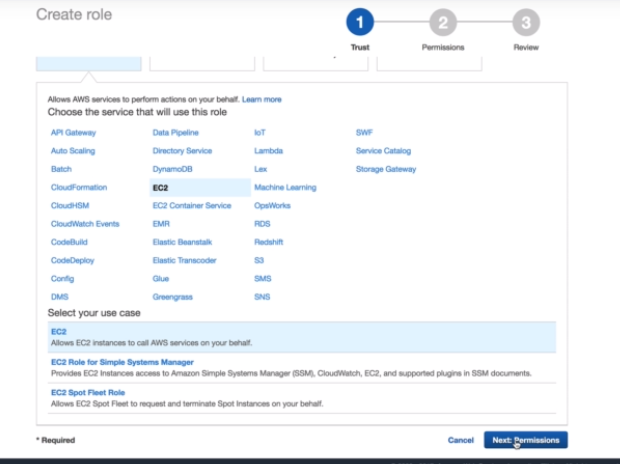 Create role
1
2
3
Trust
Permissions
Review
Allows AWS services to perform actions on your behalf. Learn more
Choose the service that will use this role
API Gateway Data Pipeline IoT SWF
Auto Scaling Directory Service Lambda Service Catalog
Batch DynamoDB Lex Storage Gateway
CloudFormation EC2 Machine Learning
CloudHSM EC2 Container Service OpsWorks
CloudWatch Events EMR RDS
CodeBuild Elastic Beanstalk Redshift
CodeDeploy Elastic Transcoder S3
Config Glue SMS
DMS Greengrass SNS
Select your use case
EC2
Allows EC2 instances to call AWS services on your behalf.
EC2 Role for Simple Systems Manager
Provides EC2 Instances access to Amazon Simple Systems Manager (SSM), CloudWatch, EC2, and supported plugins in SSM documents.
EC2 Spot Fleet Role
Allows EC2 Spot Fleet to request and terminate Spot Instances on your behalf.
* Required Cancel Next: Permissions